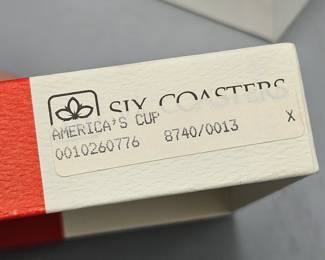 SIX COASTERS
AMERICA'S CUP
0010260776 8740/0013 X